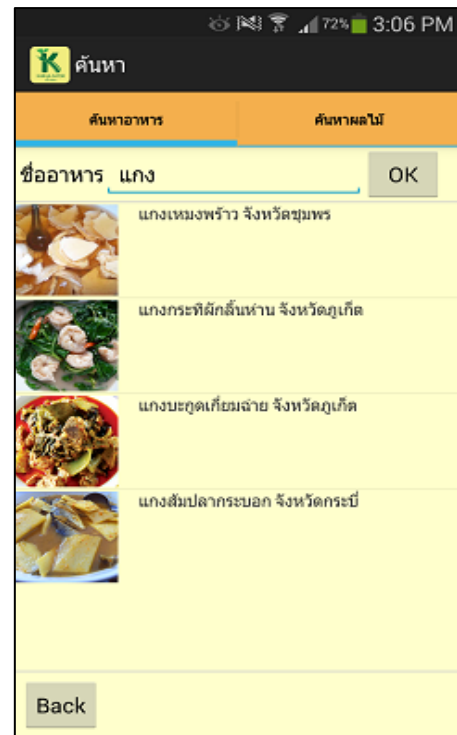 72% 3:06 PM
K ค้นหา
ค้นหาอาหาร ค้นหาผลไม้
ชื่ออาหาร แกง OK
แกงเหมงพร้าว จังหวัดชุมพร
แกงกระทิผักลิ้นห่าน จังหวัดภูเก็ต
แกงบะกูดเกี่ยมฉ่าย จังหวัดภูเก็ต
แกงส้มปลากระบอก จังหวัดกระบี่
Back